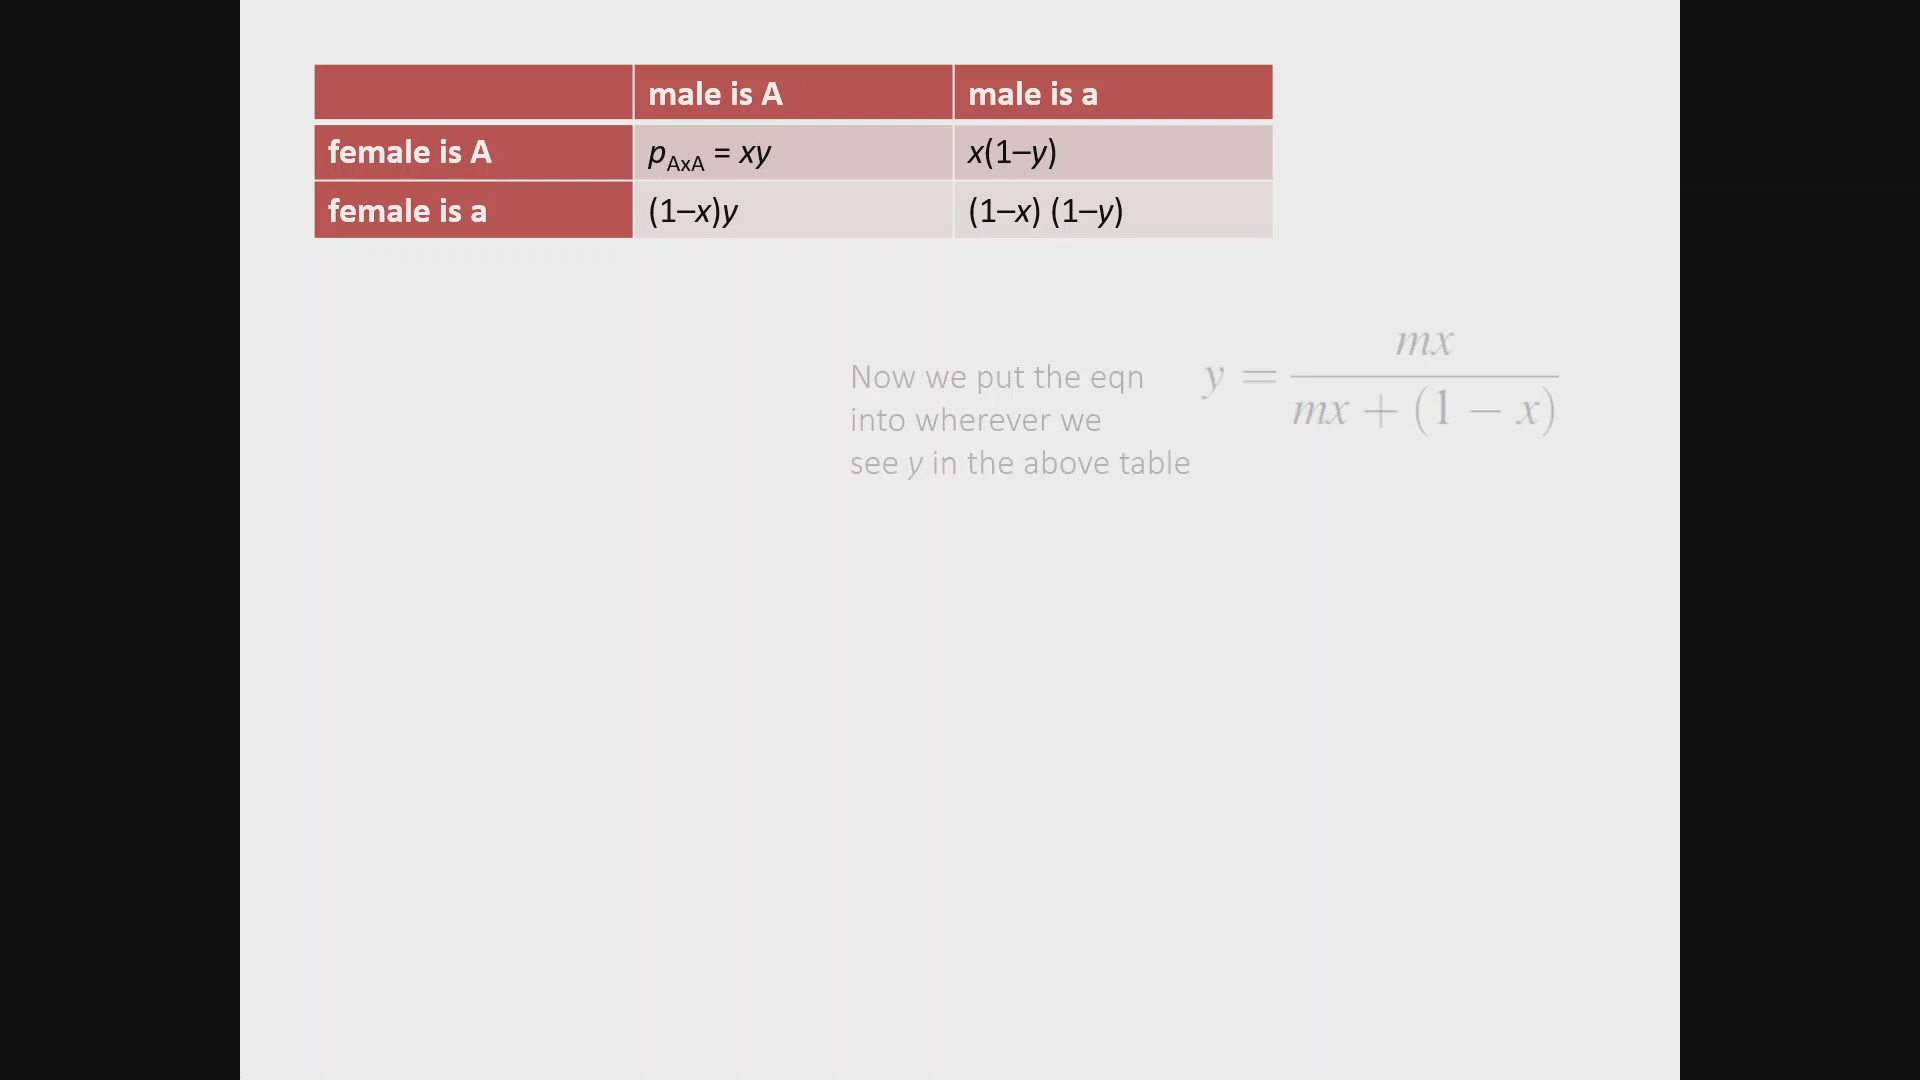 male is A male is a
female is A p_AxA = xy x(1–y)
female is a (1–x)y (1–x) (1–y)
Now we put the eqn
into wherever we
see y in the above table
y = mx / mx + (1 − x)